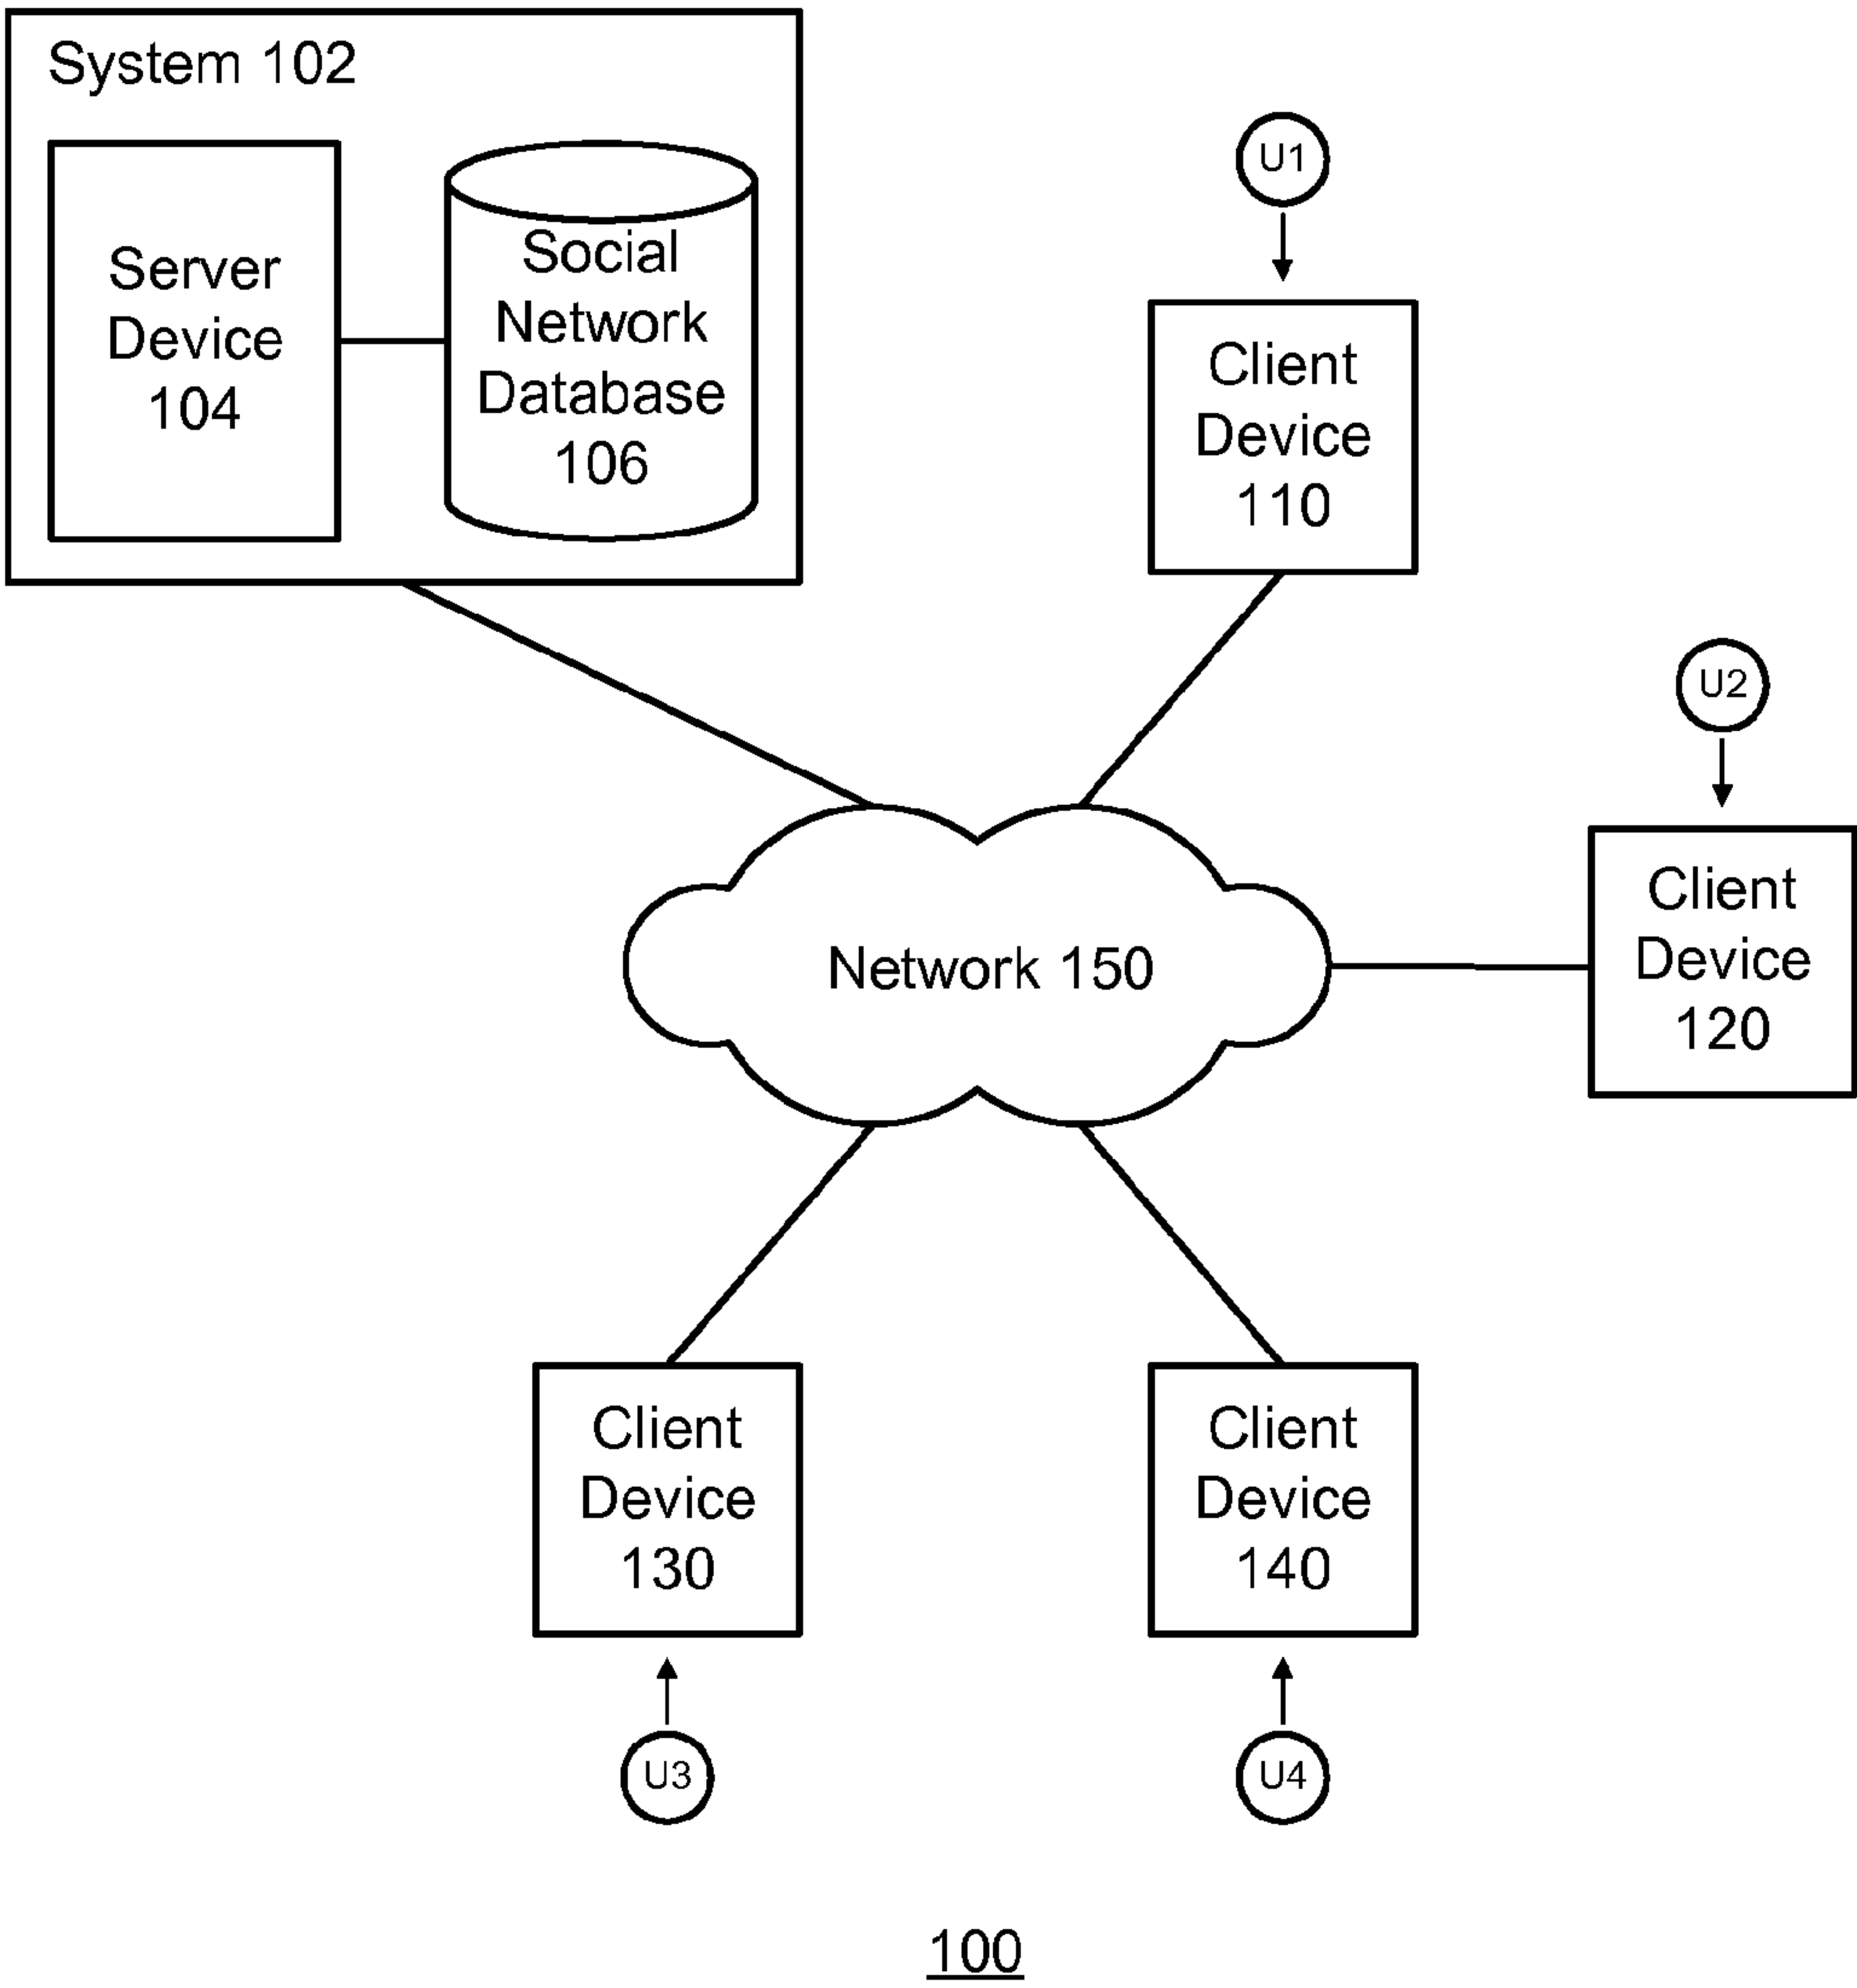 System 102
Server
Device
104
Social
Network
Database
106
U1
Client
Device
110
U2
Client
Device
120
Network 150
Client
Device
130
Client
Device
140
U3
U4
100